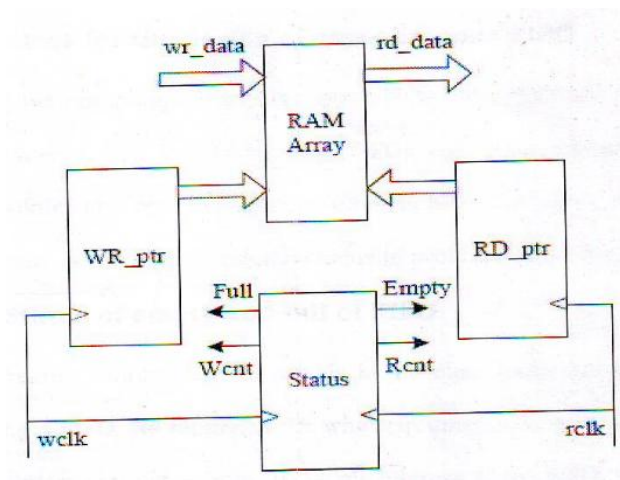 wr_data
rd_data
RAM
Array
WR_ptr
RD_ptr
Full
Empty
Wcnt
Rcnt
Status
wclk
rclk